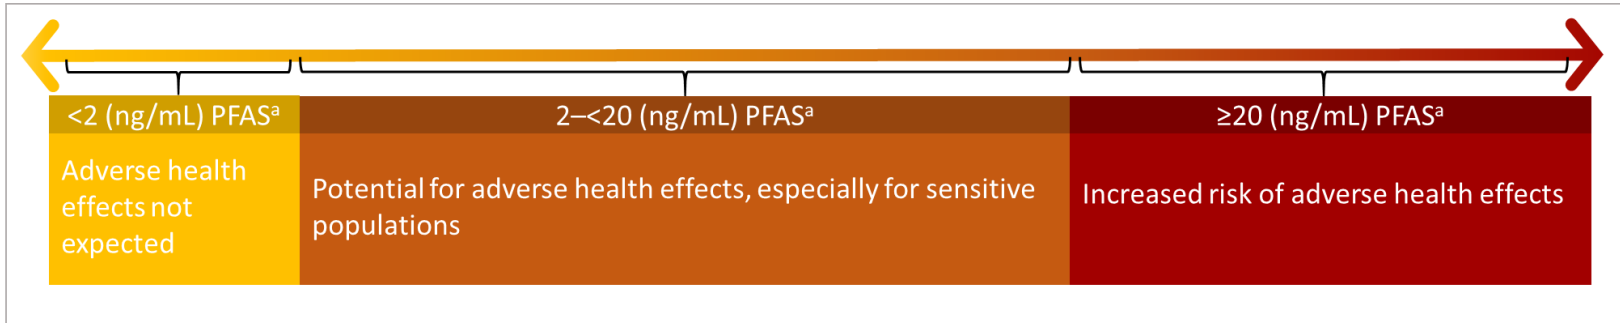 <2 (ng/mL) PFASᵃ
2–<20 (ng/mL) PFASᵃ
≥20 (ng/mL) PFASᵃ
Adverse health
effects not
expected
Potential for adverse health effects, especially for sensitive
populations
Increased risk of adverse health effects